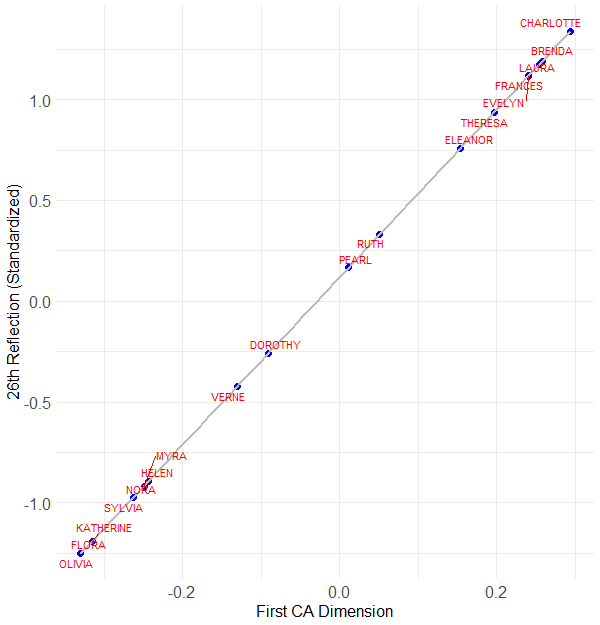 CHARLOTTE
BRENDA
LAURA
FRANCES
EVELYN
THERESA
ELEANOR
RUTH
PEARL
DOROTHY
VERNE
MYRA
HELEN
NORA
SYLVIA
KATHERINE
FLORA
OLIVIA
1.0
0.5
0.0
-0.5
-1.0
26th Reflection (Standardized)
-0.2
0.0
0.2
First CA Dimension